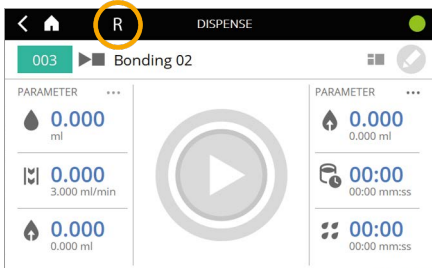 R DISPENSE
003 Bonding 02
PARAMETER ...
0.000
ml
0.000
3.000 ml/min
0.000
0.000 ml
PARAMETER ...
0.000
0.000 ml
00:00
00:00 mm:ss
00:00
00:00 mm:ss